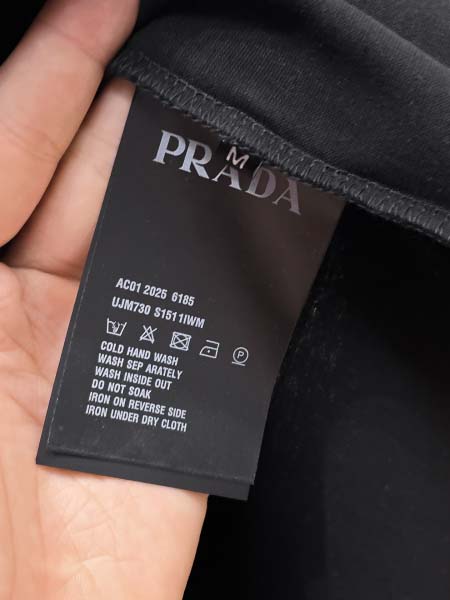 M
PRADA
AC01 2025 6185
UJM730 S151 1IWM
COLD HAND WASH
WASH SEP ARATELY
WASH INSIDE OUT
DO NOT SOAK
IRON ON REVERSE SIDE
IRON UNDER DRY CLOTH